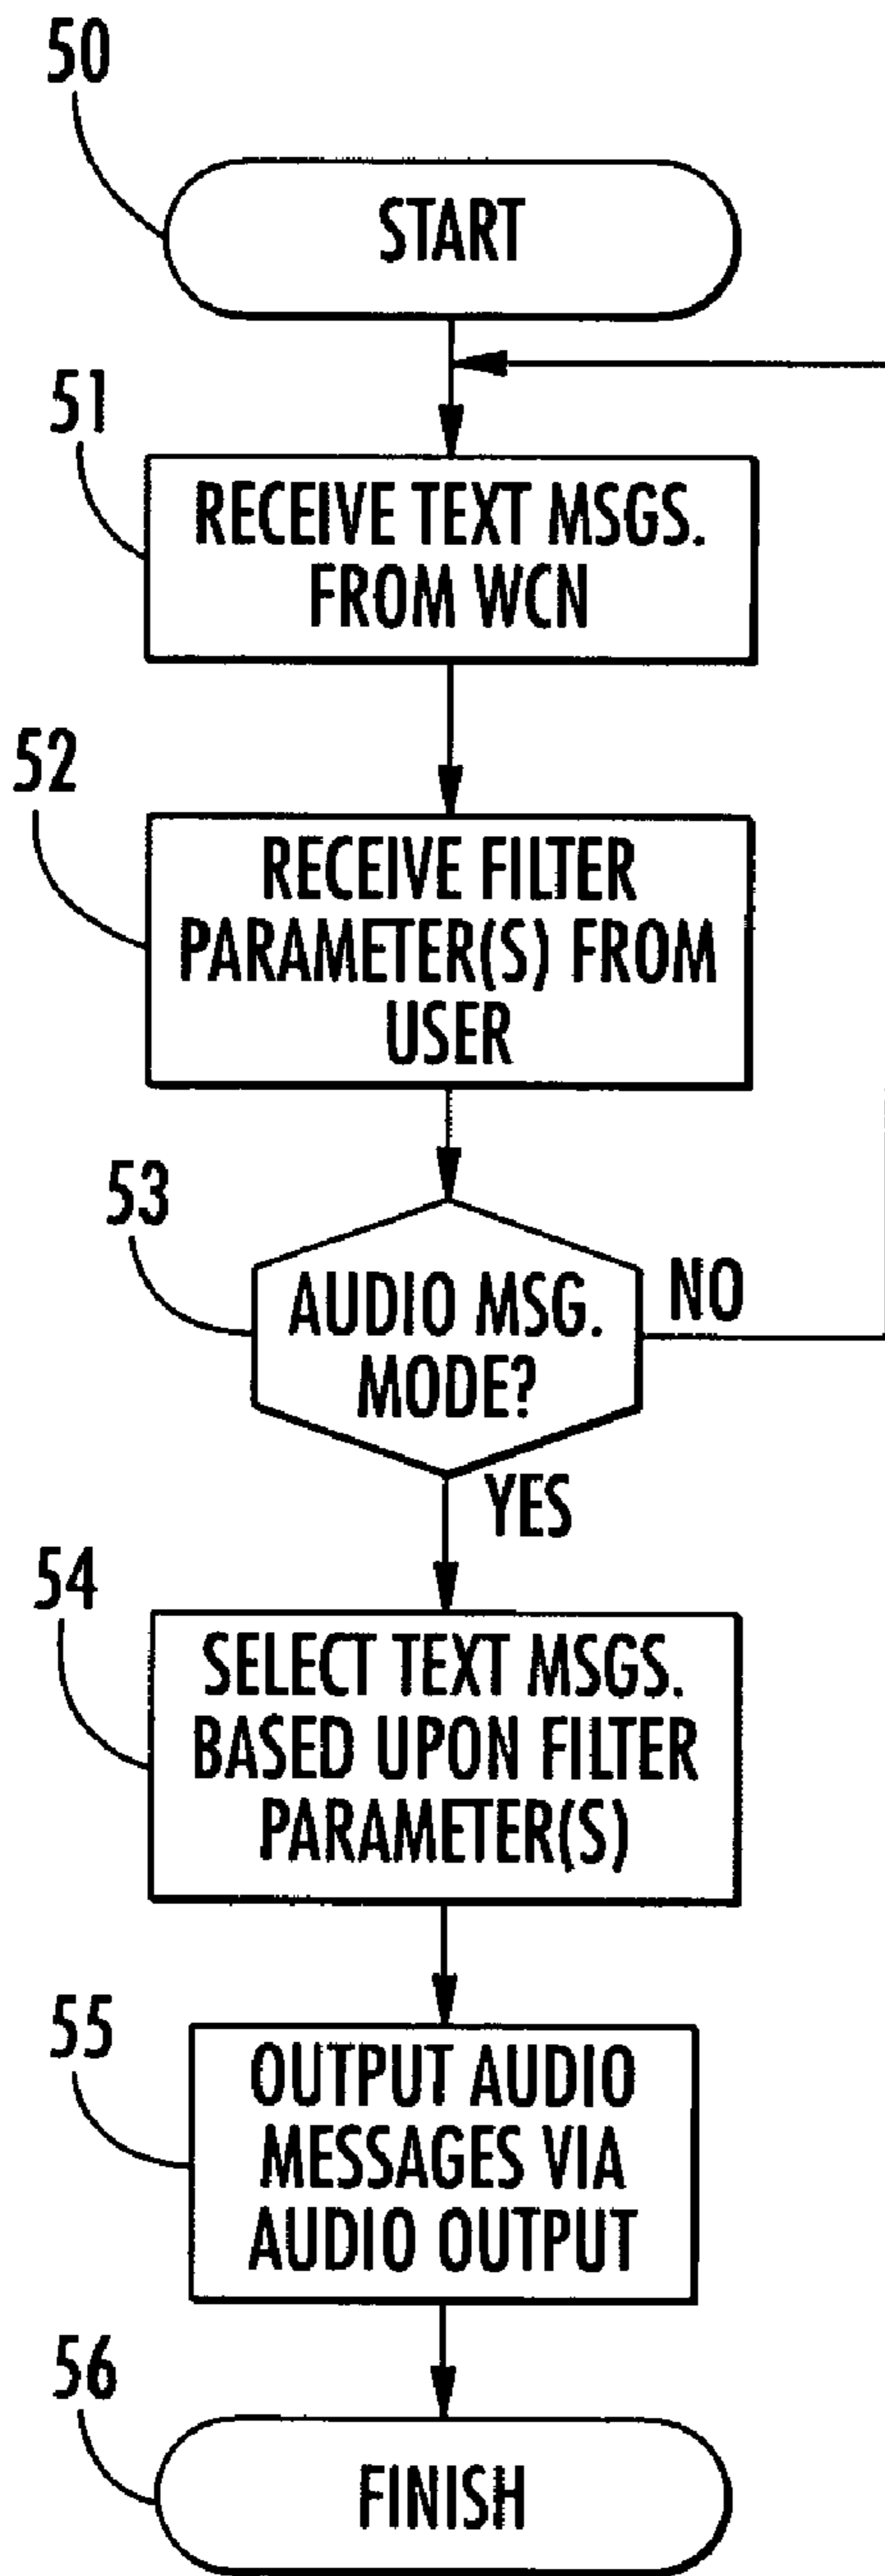 50
START
51
RECEIVE TEXT MSGS.
FROM WCN
52
RECEIVE FILTER
PARAMETER(S) FROM
USER
53
AUDIO MSG.
MODE?
NO
YES
54
SELECT TEXT MSGS.
BASED UPON FILTER
PARAMETER(S)
55
OUTPUT AUDIO
MESSAGES VIA
AUDIO OUTPUT
56
FINISH